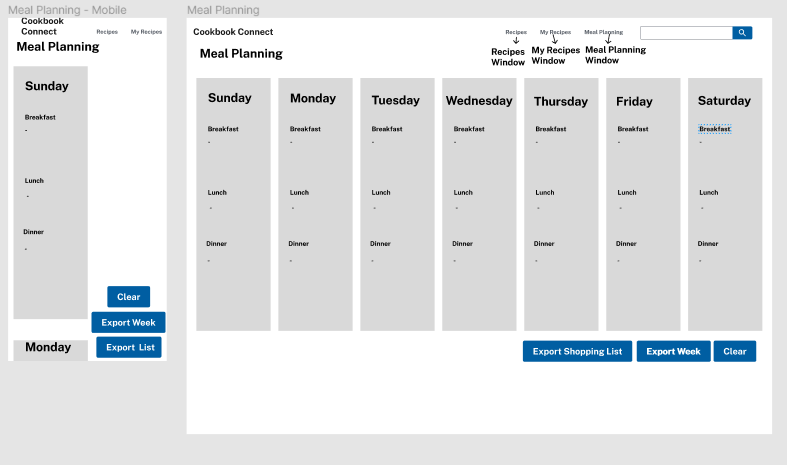 Meal Planning - Mobile
Cookbook
Connect
Recipes My Recipes
Meal Planning
Sunday
Breakfast
-
Lunch
-
Dinner
-
Clear
Export Week
Export List
Monday
Meal Planning
Cookbook Connect
Recipes My Recipes Meal Planning
Recipes Window
My Recipes Window
Meal Planning Window
Meal Planning
Sunday Monday Tuesday Wednesday Thursday Friday Saturday
Breakfast Breakfast Breakfast Breakfast Breakfast Breakfast Breakfast
- - - - - - -
Lunch Lunch Lunch Lunch Lunch Lunch Lunch
- - - - - - -
Dinner Dinner Dinner Dinner Dinner Dinner Dinner
- - - - - - -
Export Shopping List Export Week Clear